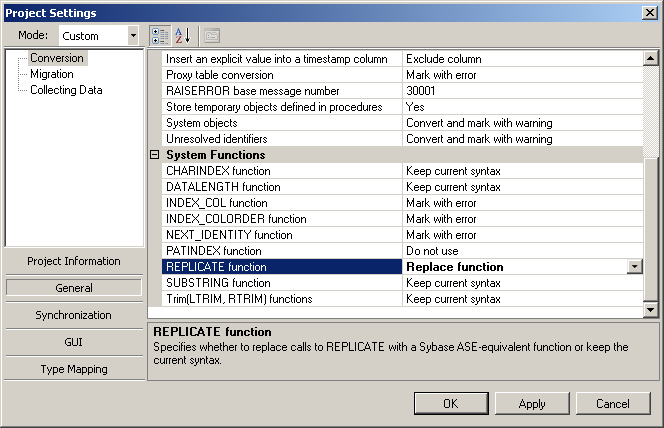 Project Settings
Mode: Custom
Conversion
Migration
Collecting Data
Project Information
General
Synchronization
GUI
Type Mapping
Insert an explicit value into a timestamp column Exclude column
Proxy table conversion Mark with error
RAISERROR base message number 30001
Store temporary objects defined in procedures Yes
System objects Convert and mark with warning
Unresolved identifiers Convert and mark with warning
System Functions
CHARINDEX function Keep current syntax
DATALENGTH function Keep current syntax
INDEX_COL function Mark with error
INDEX_COLORDER function Mark with error
NEXT_IDENTITY function Mark with error
PATINDEX function Do not use
REPLICATE function Replace function
SUBSTRING function Keep current syntax
Trim(LTRIM, RTRIM) functions Keep current syntax
REPLICATE function
Specifies whether to replace calls to REPLICATE with a Sybase ASE-equivalent function or keep the
current syntax.
OK Apply Cancel